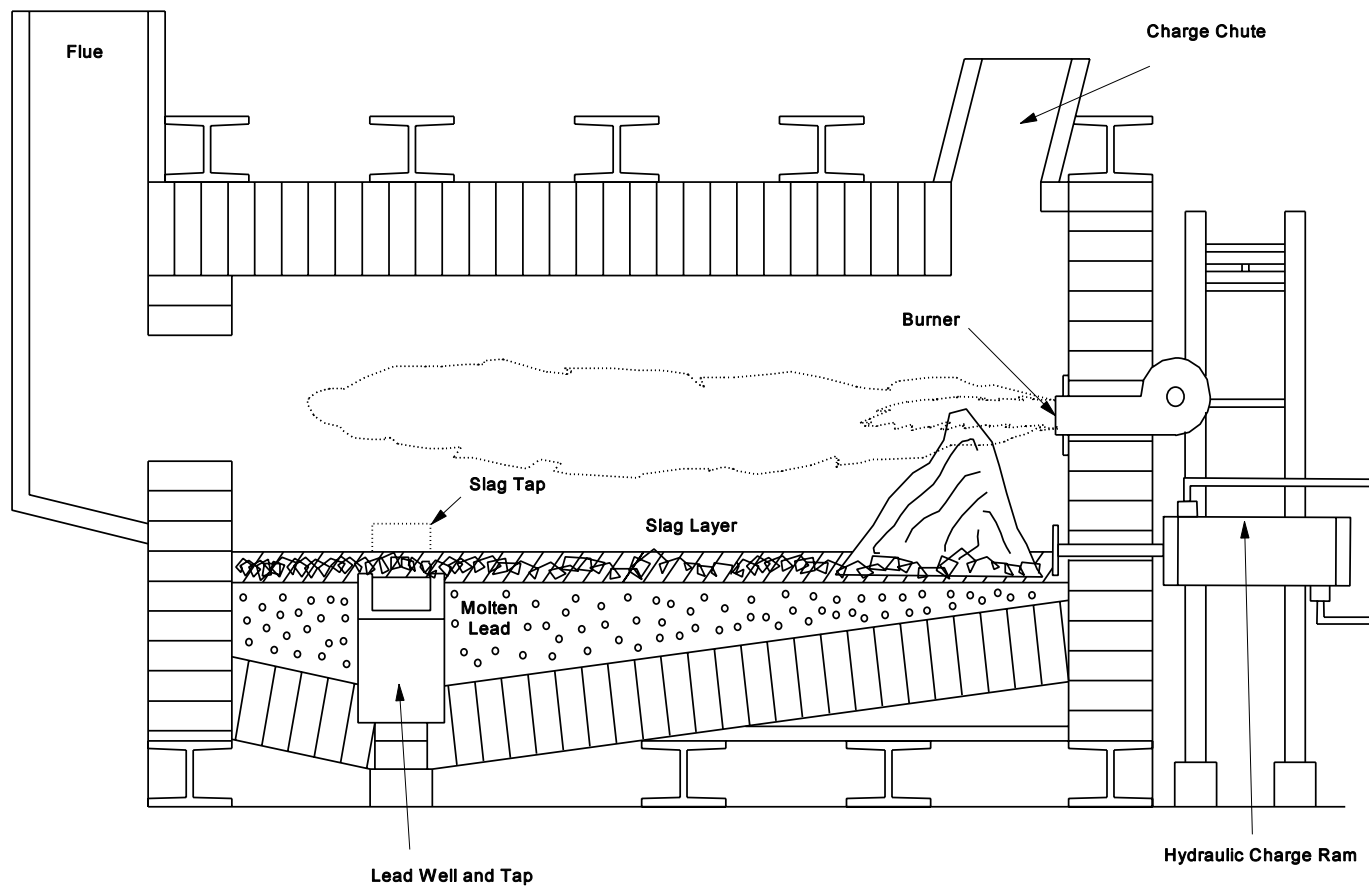 Flue
Charge Chute
Burner
Slag Tap
Slag Layer
Molten
Lead
Hydraulic Charge Ram
Lead Well and Tap